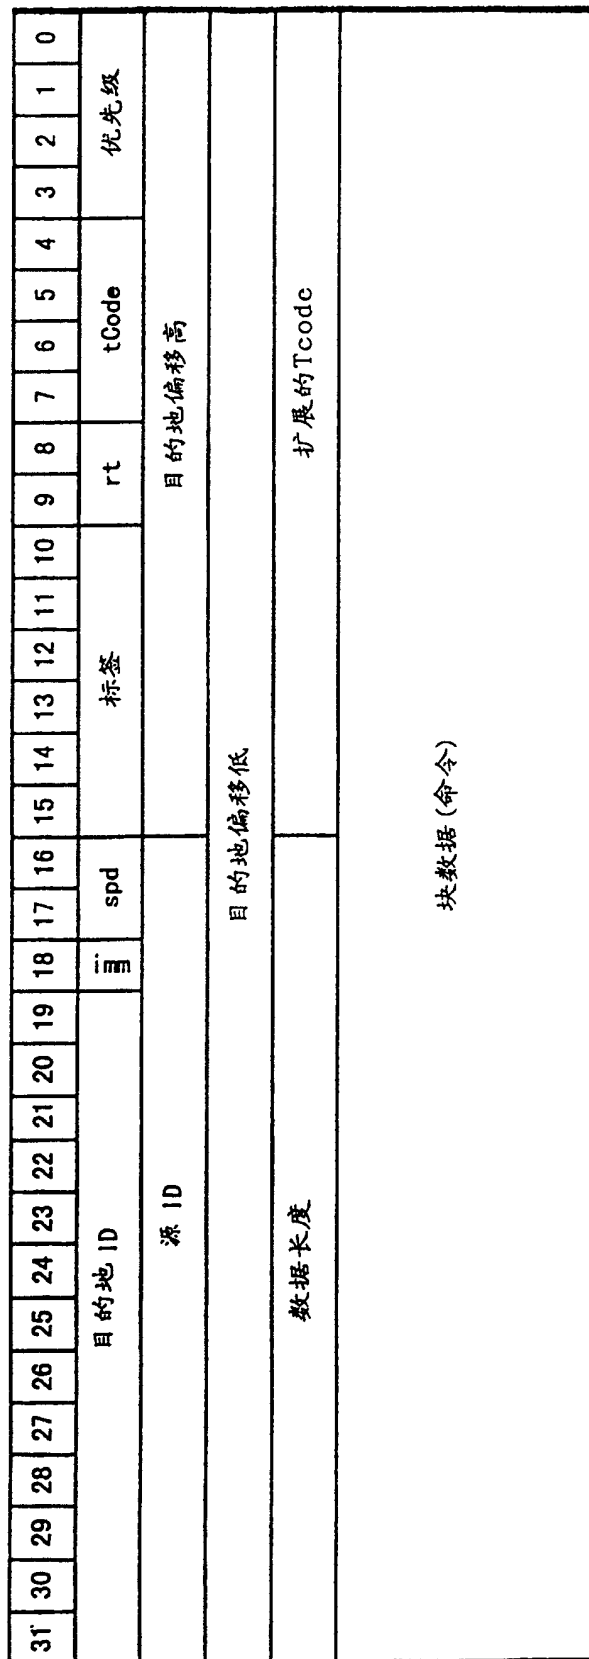 31 30 29 28 27 26 25 24 23 22 21 20 19 18 17 16 15 14 13 12 11 10 9 8 7 6 5 4 3 2 1 0
目的地 ID spd 标签 rt tCode 优先级
源 ID 目的地偏移高
目的地偏移低
数据长度 扩展的Tcode
块数据(命令)